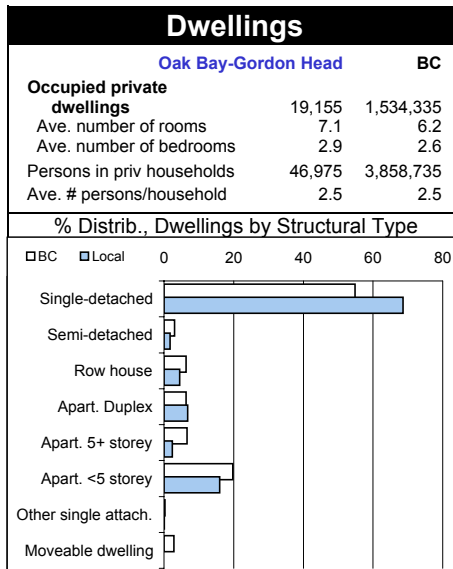 Dwellings
Oak Bay-Gordon Head BC
Occupied private
dwellings 19,155 1,534,335
Ave. number of rooms 7.1 6.2
Ave. number of bedrooms 2.9 2.6
Persons in priv households 46,975 3,858,735
Ave. # persons/household 2.5 2.5
% Distrib., Dwellings by Structural Type
BC Local 0 20 40 60 80
Single-detached
Semi-detached
Row house
Apart. Duplex
Apart. 5+ storey
Apart. <5 storey
Other single attach.
Moveable dwelling